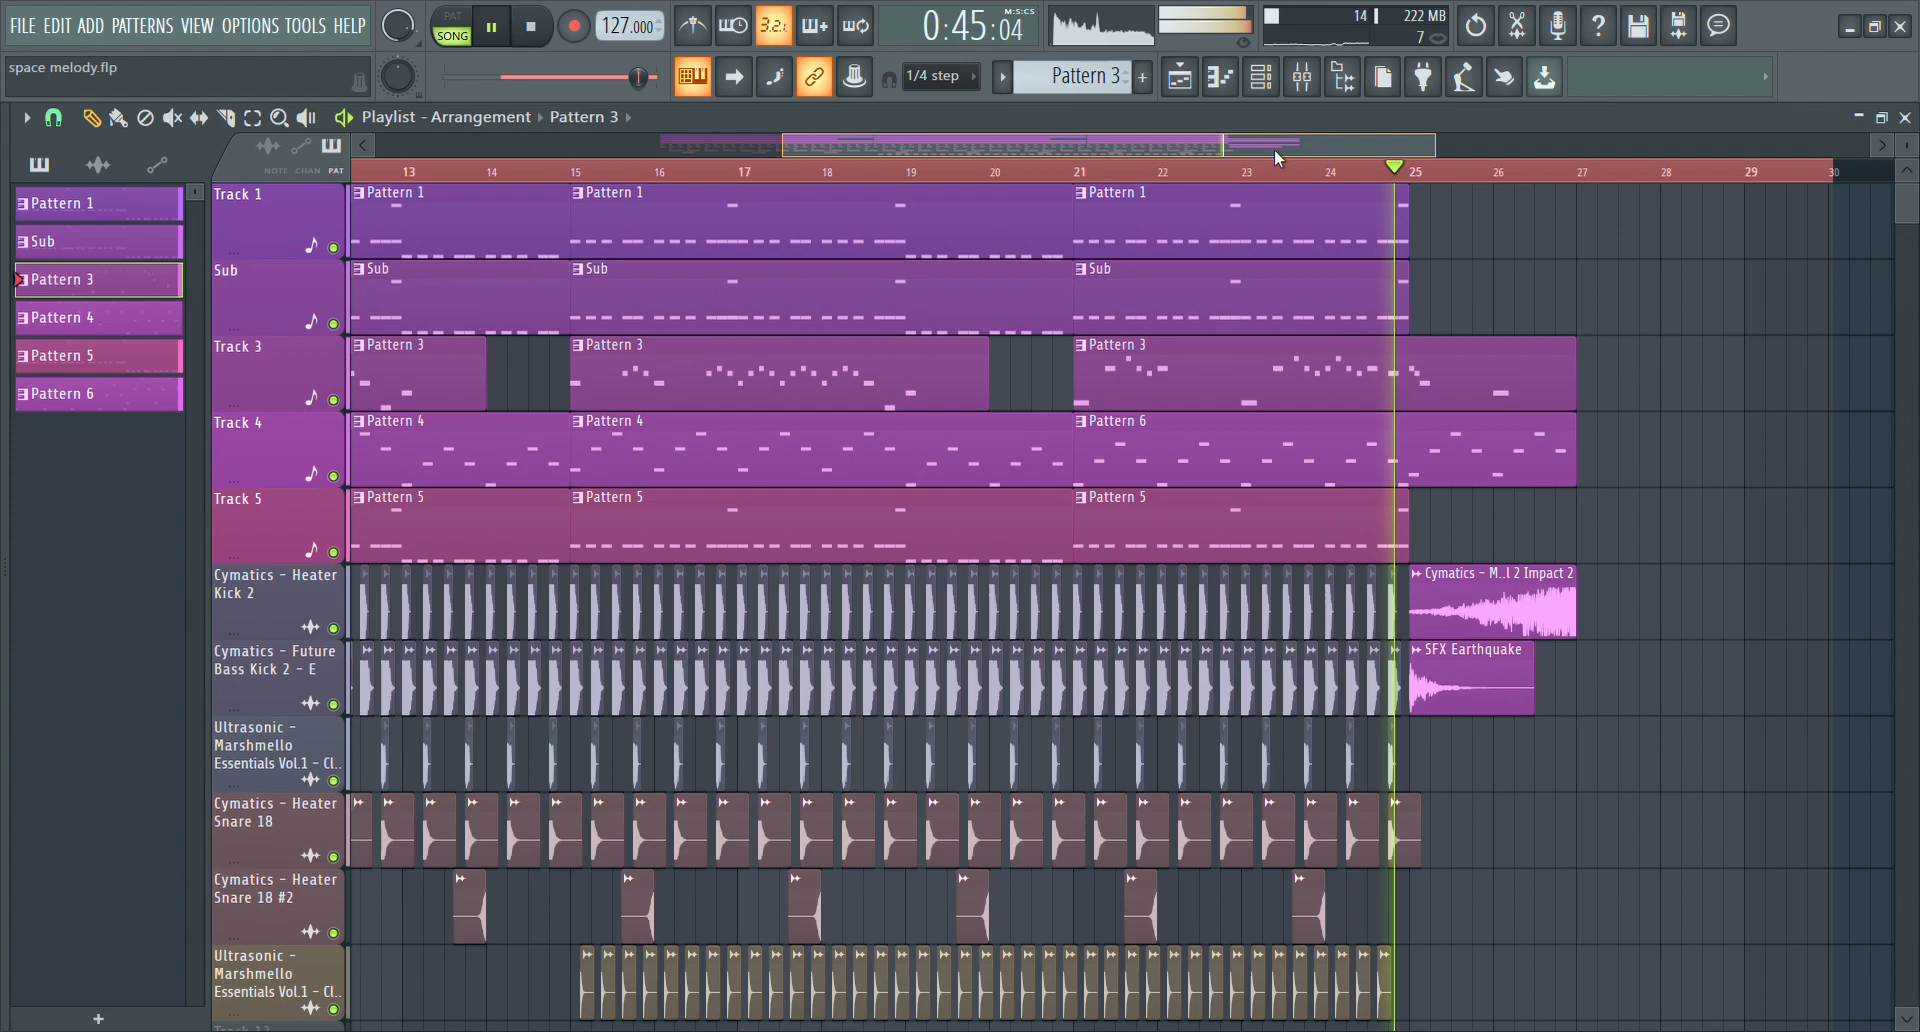 FILE EDIT ADD PATTERNS VIEW OPTIONS TOOLS HELP
PAT
SONG
127.000
3.2.
0:45:04
M:S:CS
14
222 MB
7
space melody.flp
1/4 step
Pattern 3
+
Playlist - Arrangement
Pattern 3
NOTE CHAN PAT
13 14 15 16 17 18 19 20 21 22 23 24 25 26 27 28 29 30
Pattern 1
Sub
Pattern 3
Pattern 4
Pattern 5
Pattern 6
+
Track 1
Pattern 1
Pattern 1
Pattern 1
Sub
Sub
Sub
Sub
Track 3
Pattern 3
Pattern 3
Pattern 3
Track 4
Pattern 4
Pattern 4
Pattern 6
Track 5
Pattern 5
Pattern 5
Pattern 5
Cymatics - Heater
Kick 2
Cymatics - M..l 2 Impact 2
Cymatics - Future
Bass Kick 2 - E
SFX Earthquake
Ultrasonic -
Marshmello
Essentials Vol.1 - Cl..
Cymatics - Heater
Snare 18
Cymatics - Heater
Snare 18 #2
Ultrasonic -
Marshmello
Essentials Vol.1 - Cl..